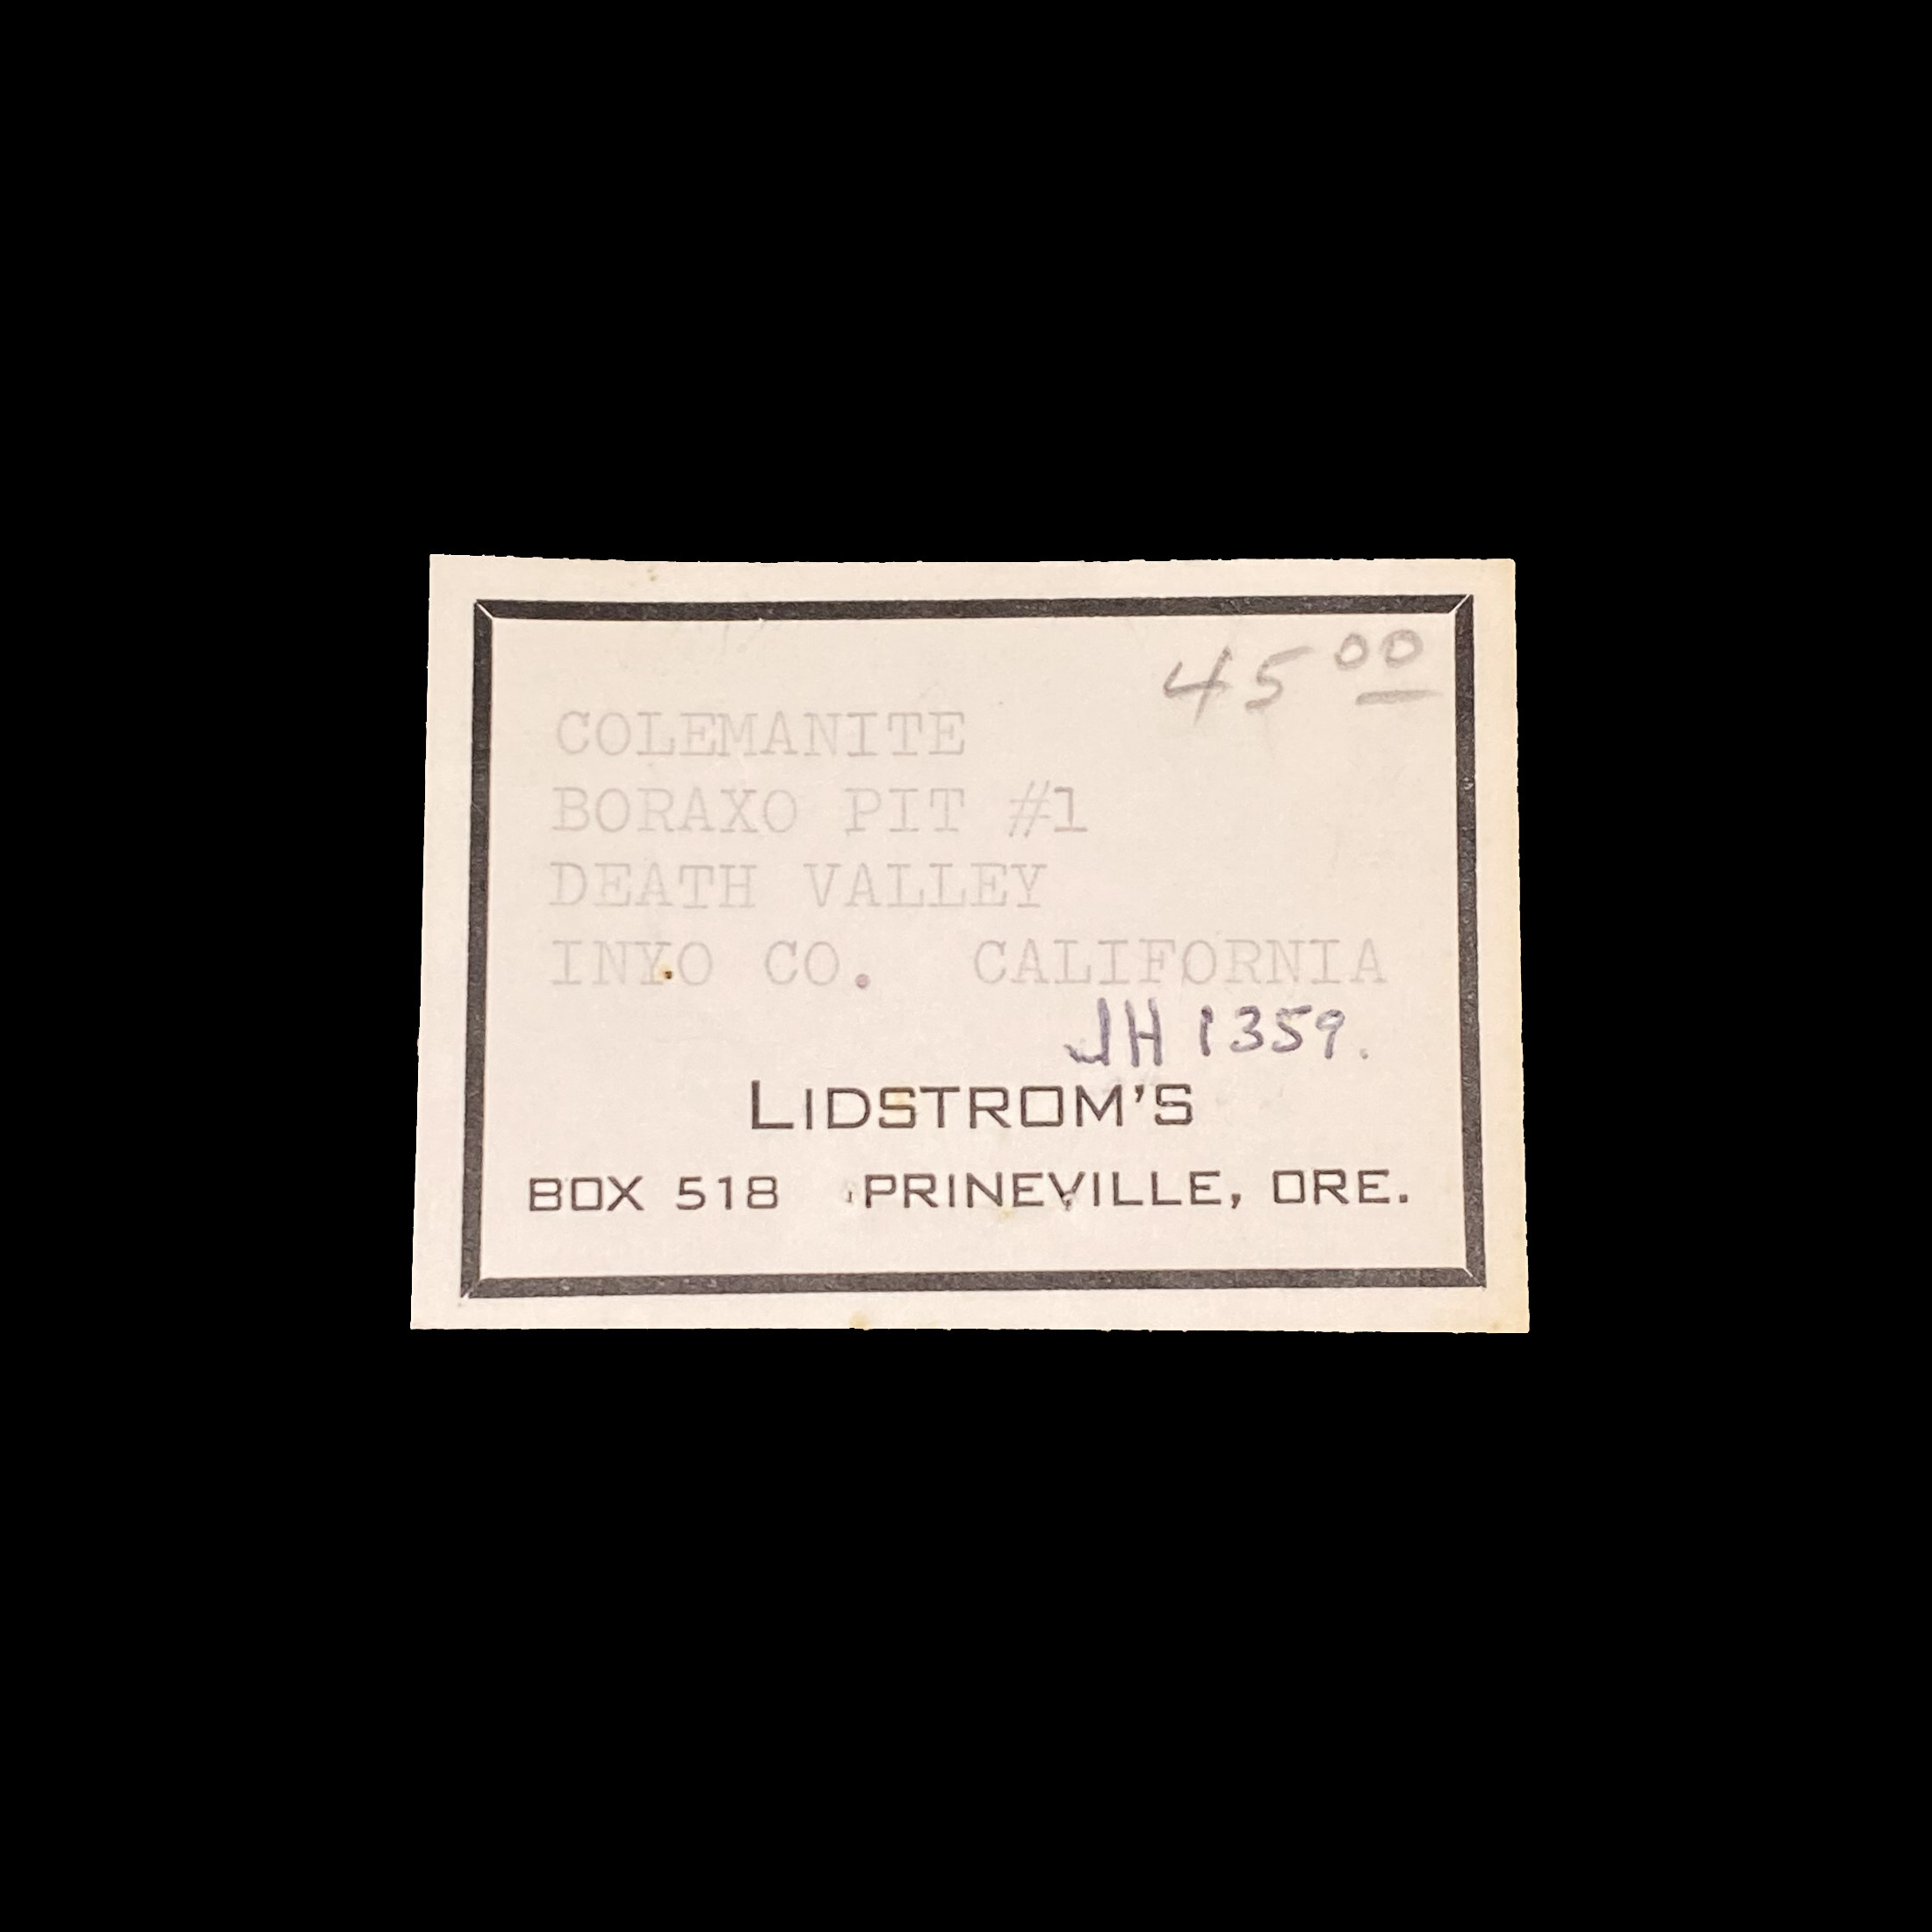 45 00
COLEMANITE
BORAXO PIT #1
DEATH VALLEY
INYO CO. CALIFORNIA
JH 1359.
LIDSTROM'S
BOX 518 PRINEVILLE, ORE.